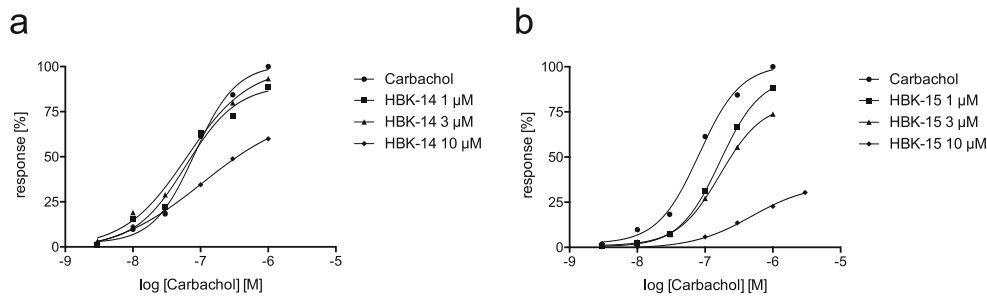 a
response [%]
100
75
50
25
0
-9
-8
-7
-6
-5
log [Carbachol] [M]
Carbachol
HBK-14 1 µM
HBK-14 3 µM
HBK-14 10 µM
b
response [%]
100
75
50
25
0
-9
-8
-7
-6
-5
log [Carbachol] [M]
Carbachol
HBK-15 1 µM
HBK-15 3 µM
HBK-15 10 µM